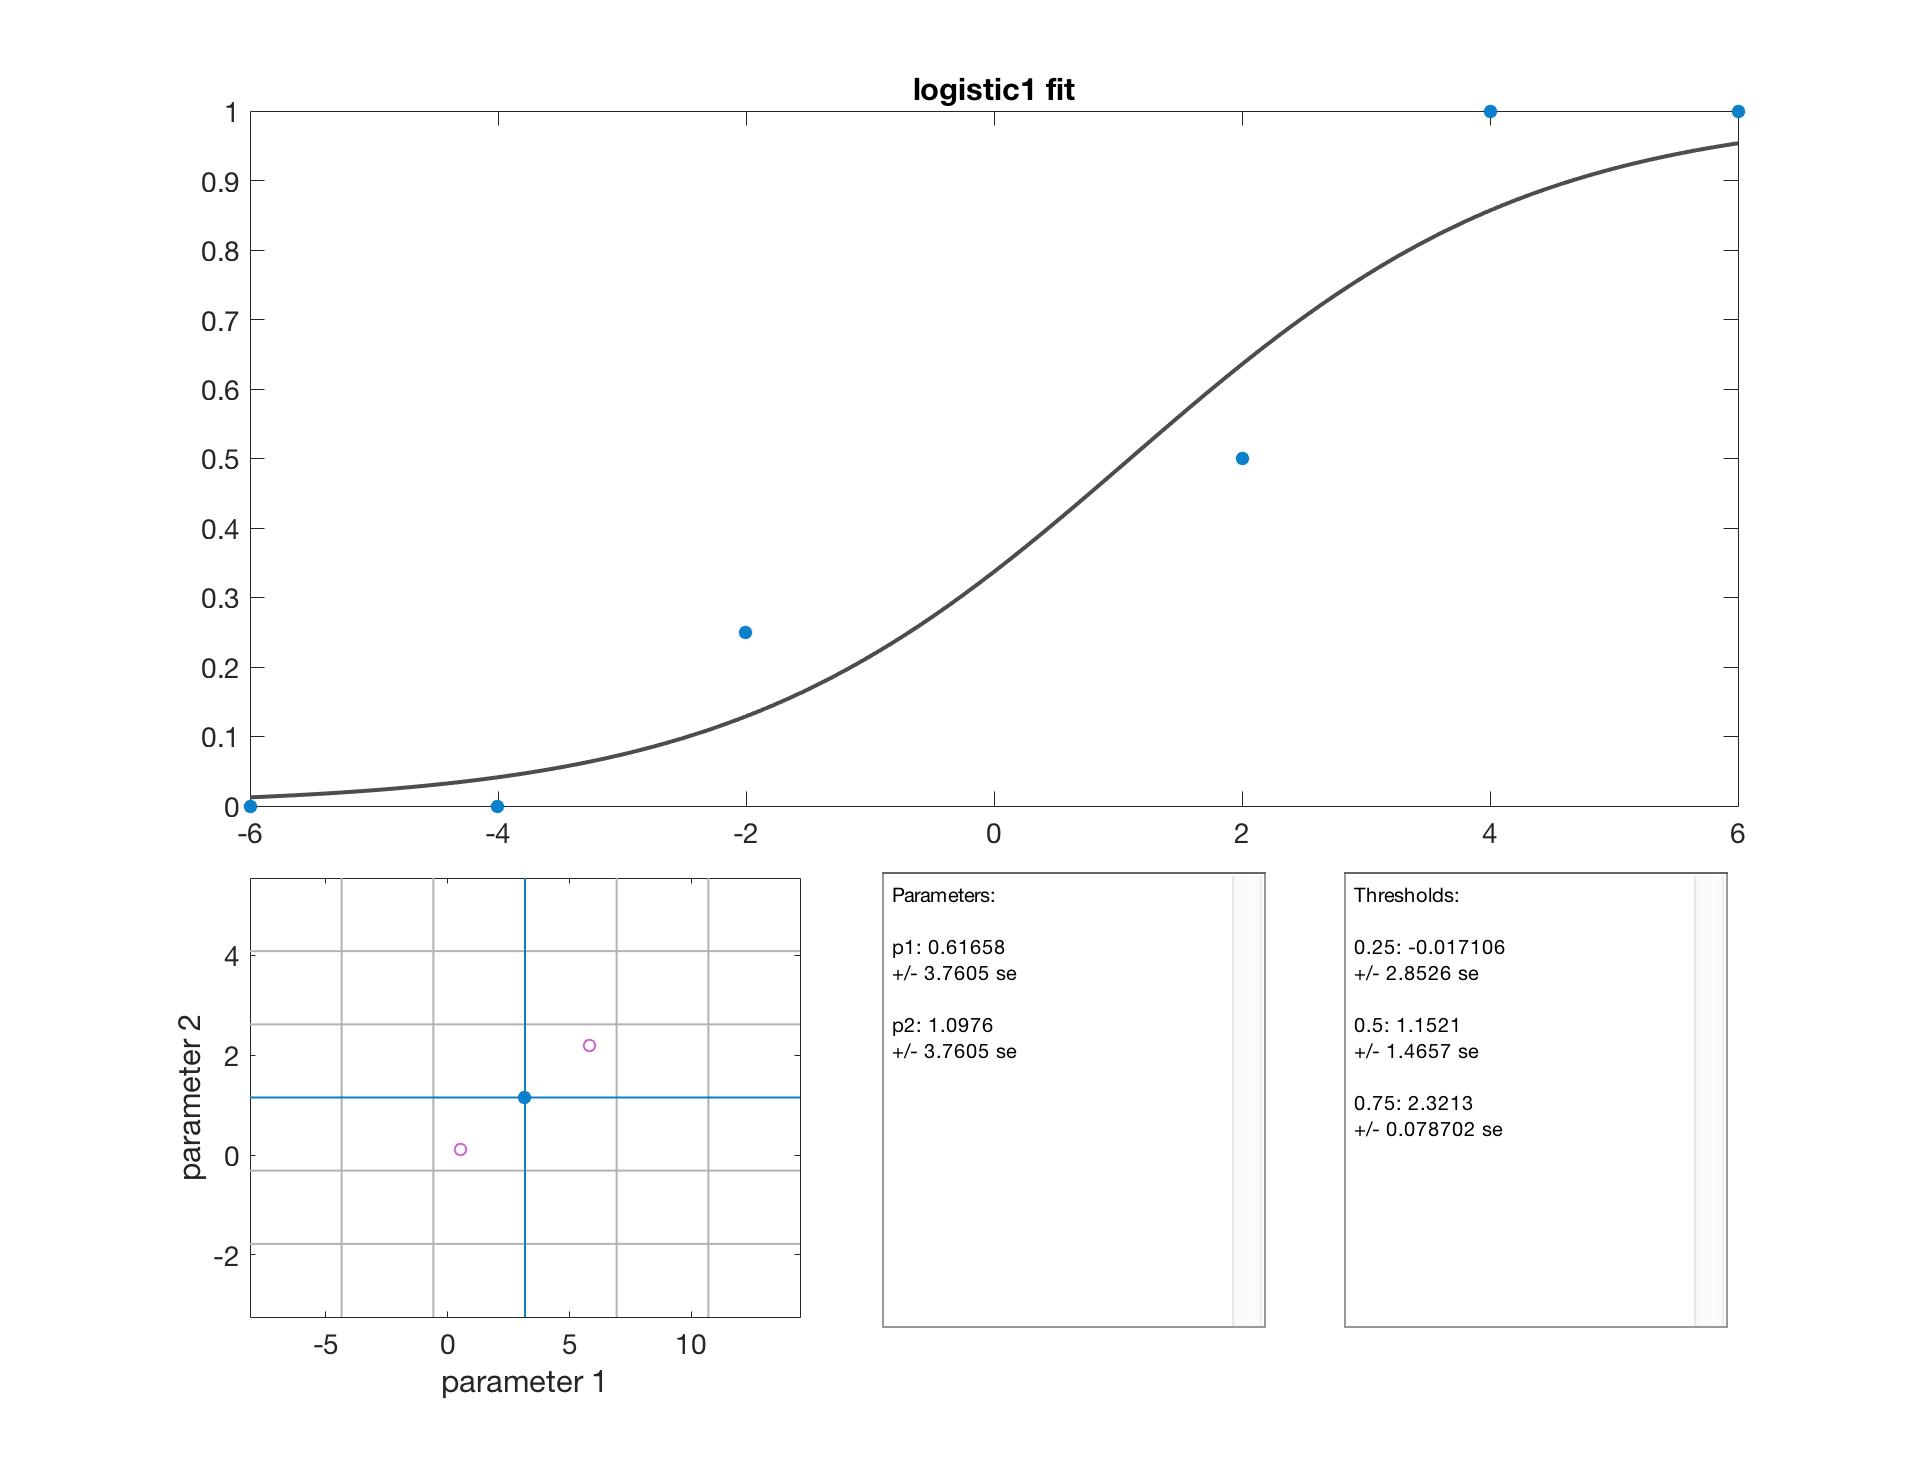 logistic1 fit
1
0.9
0.8
0.7
0.6
0.5
0.4
0.3
0.2
0.1
0
-6 -4 -2 0 2 4 6
4
2
0
-2
parameter 2
-5 0 5 10
parameter 1
Parameters:
p1: 0.61658
+/- 3.7605 se
p2: 1.0976
+/- 3.7605 se
Thresholds:
0.25: -0.017106
+/- 2.8526 se
0.5: 1.1521
+/- 1.4657 se
0.75: 2.3213
+/- 0.078702 se